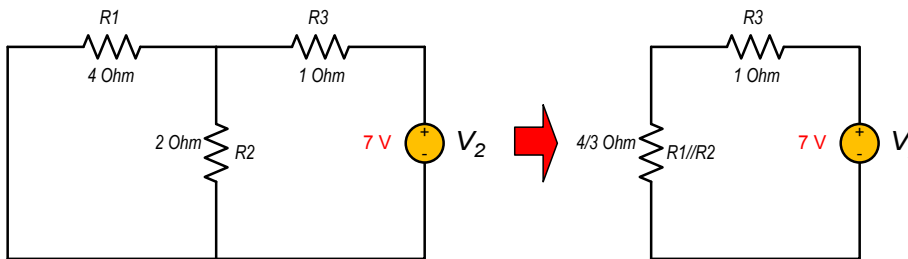 R1
4 Ohm
R3
1 Ohm
2 Ohm
R2
7 V
+
-
V2
4/3 Ohm
R1//R2
R3
1 Ohm
7 V
+
-
V